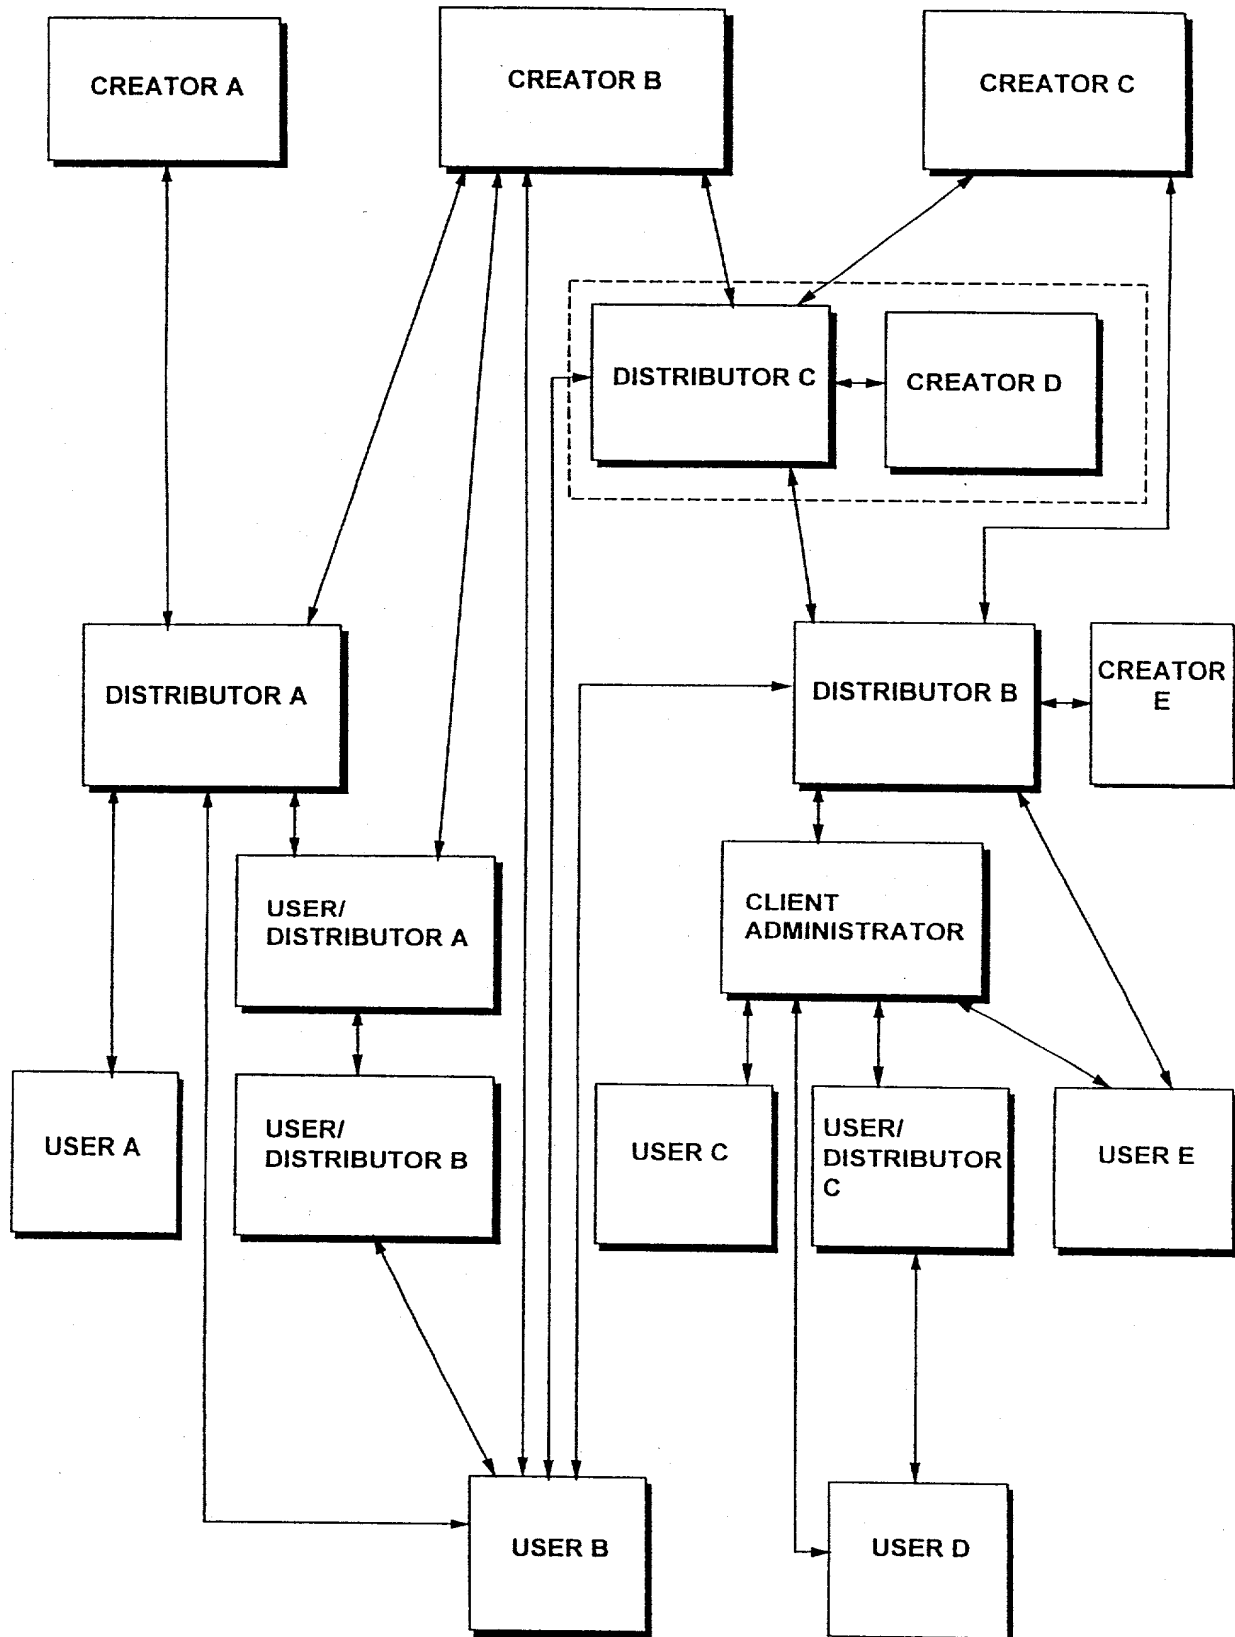 CREATOR A
CREATOR B
CREATOR C
DISTRIBUTOR C
CREATOR D
DISTRIBUTOR A
DISTRIBUTOR B
CREATOR
E
USER/
DISTRIBUTOR A
CLIENT
ADMINISTRATOR
USER A
USER/
DISTRIBUTOR B
USER C
USER/
DISTRIBUTOR
C
USER E
USER B
USER D